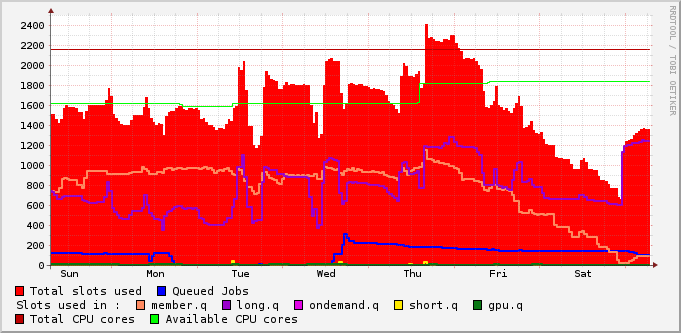 RRDTOOL / TOBI OETIKER
2400
2200
2000
1800
1600
1400
1200
1000
800
600
400
200
0
Sun Mon Tue Wed Thu Fri Sat
Total slots used Queued Jobs
Slots used in : member.q long.q ondemand.q short.q gpu.q
Total CPU cores Available CPU cores